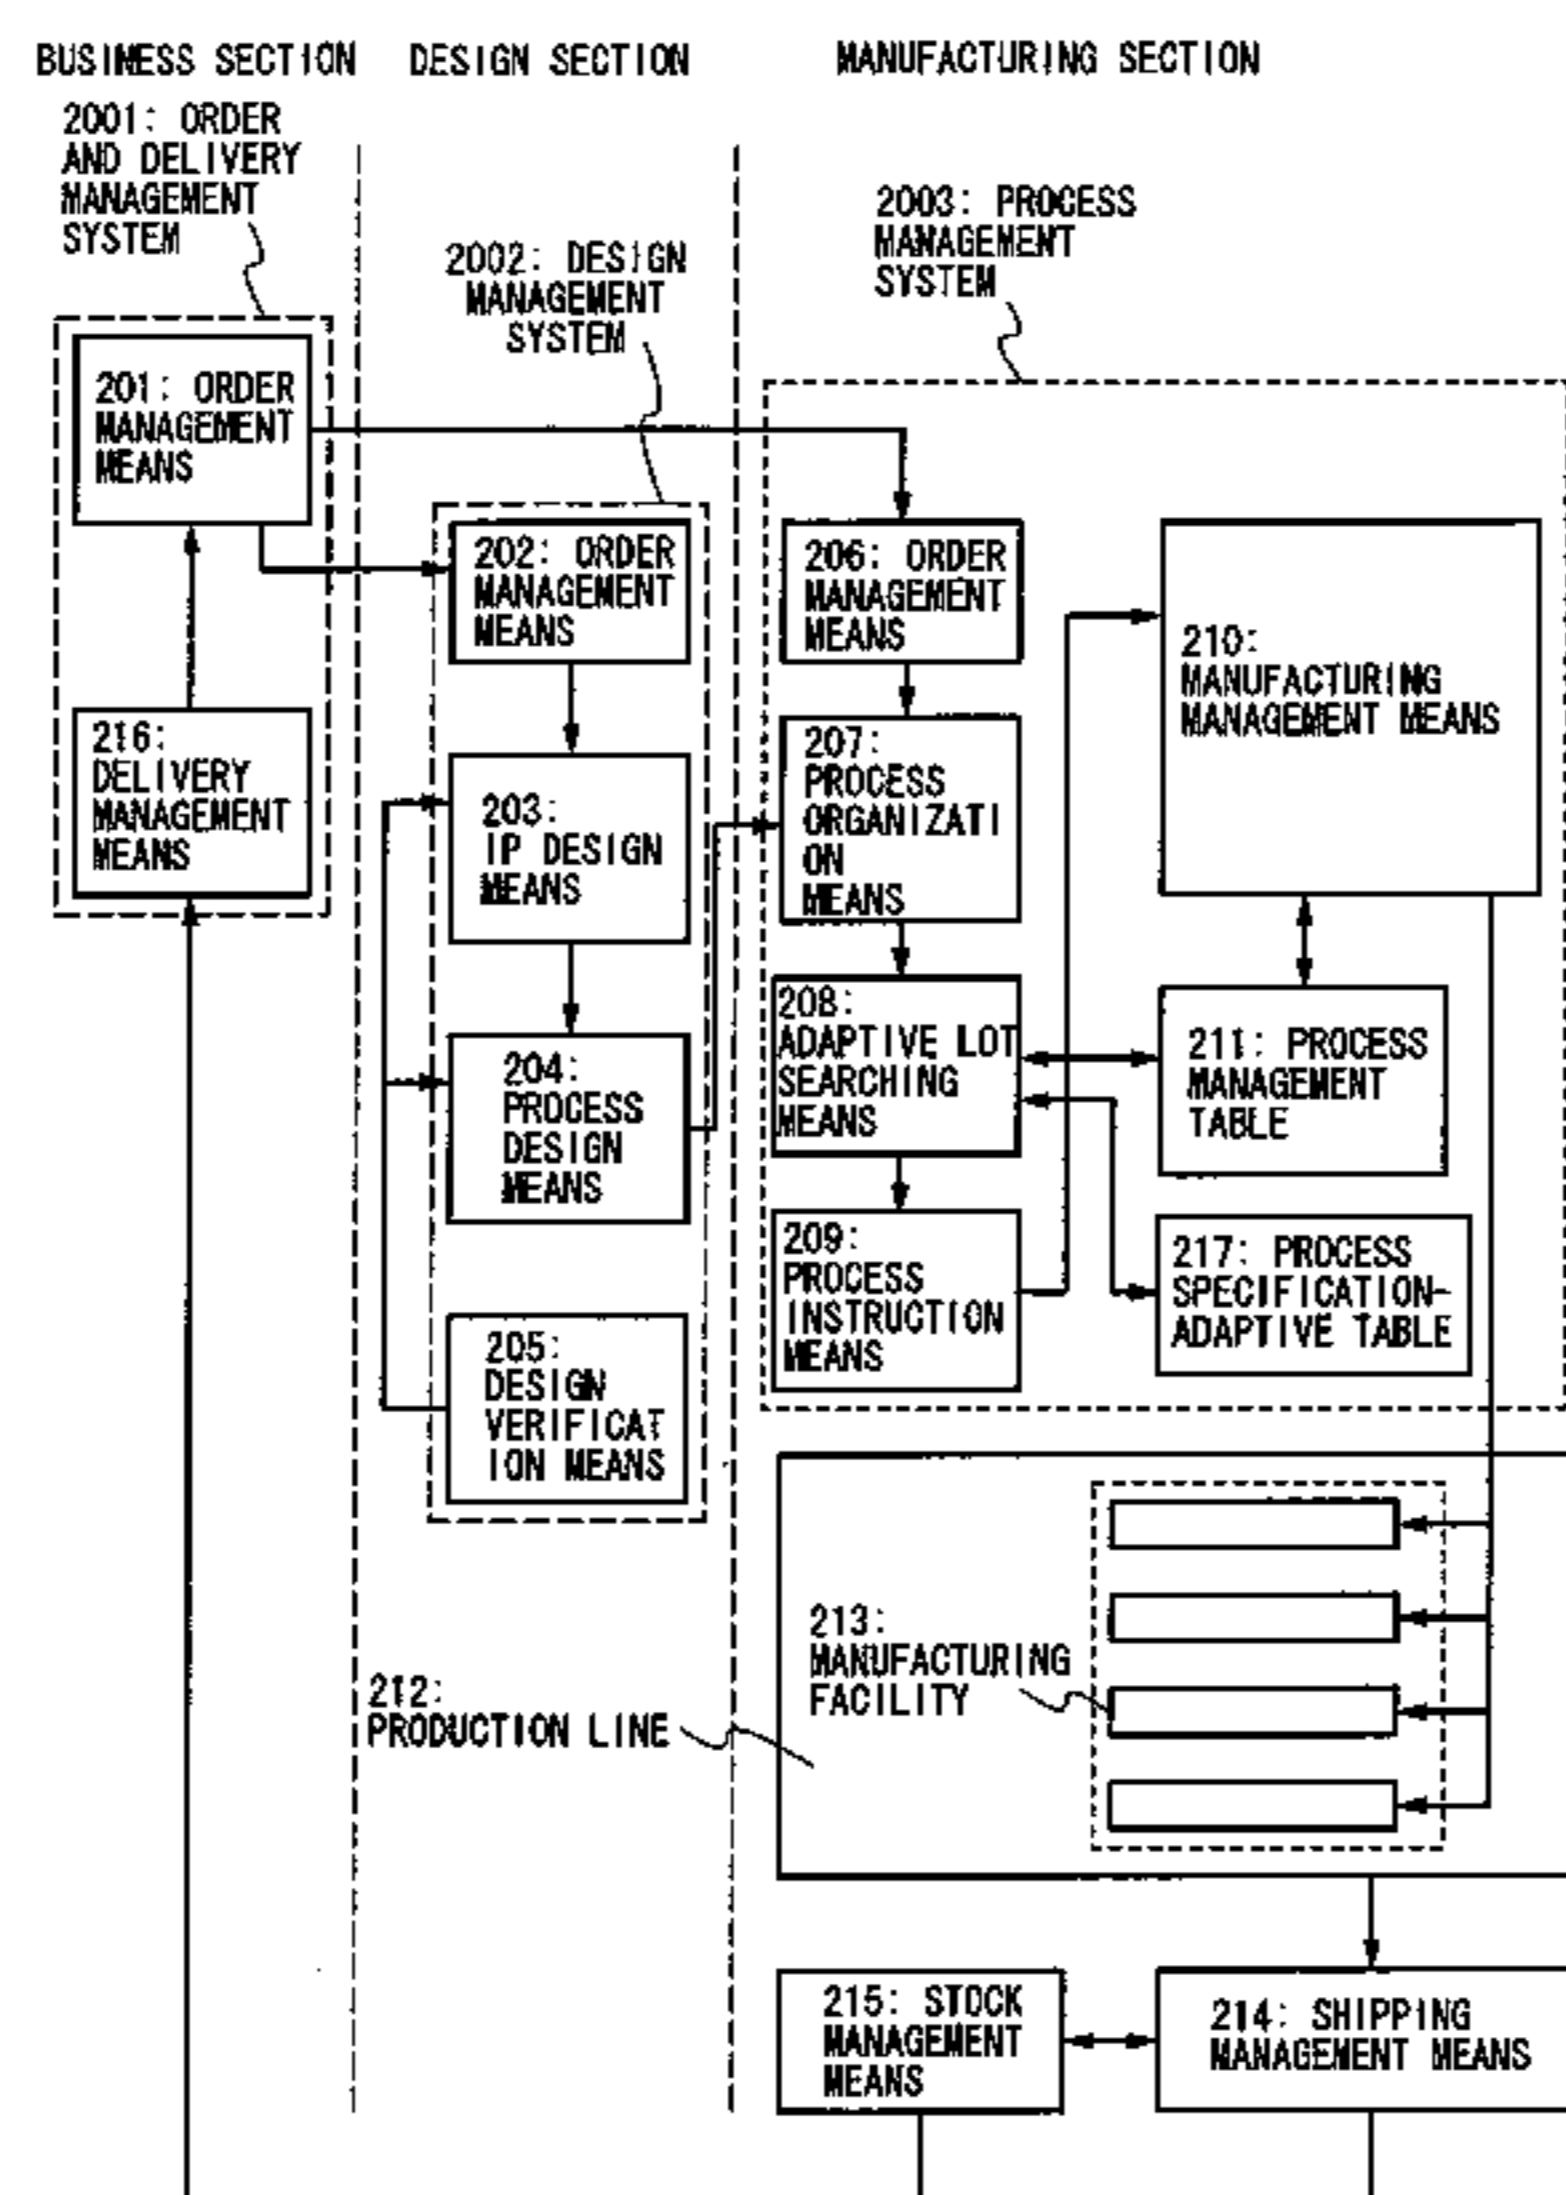 BUSINESS SECTION
DESIGN SECTION
MANUFACTURING SECTION
2001: ORDER
AND DELIVERY
MANAGEMENT
SYSTEM
2002: DESIGN
MANAGEMENT
SYSTEM
2003: PROCESS
MANAGEMENT
SYSTEM
201: ORDER
MANAGEMENT
MEANS
216:
DELIVERY
MANAGEMENT
MEANS
202: ORDER
MANAGEMENT
MEANS
203:
IP DESIGN
MEANS
204:
PROCESS
DESIGN
MEANS
205:
DESIGN
VERIFICAT
ION MEANS
206: ORDER
MANAGEMENT
MEANS
207:
PROCESS
ORGANIZATI
ON
MEANS
208:
ADAPTIVE LOT
SEARCHING
MEANS
209:
PROCESS
INSTRUCTION
MEANS
210:
MANUFACTURING
MANAGEMENT MEANS
211: PROCESS
MANAGEMENT
TABLE
217: PROCESS
SPECIFICATION-
ADAPTIVE TABLE
213:
MANUFACTURING
FACILITY
212:
PRODUCTION LINE
215: STOCK
MANAGEMENT
MEANS
214: SHIPPING
MANAGEMENT MEANS